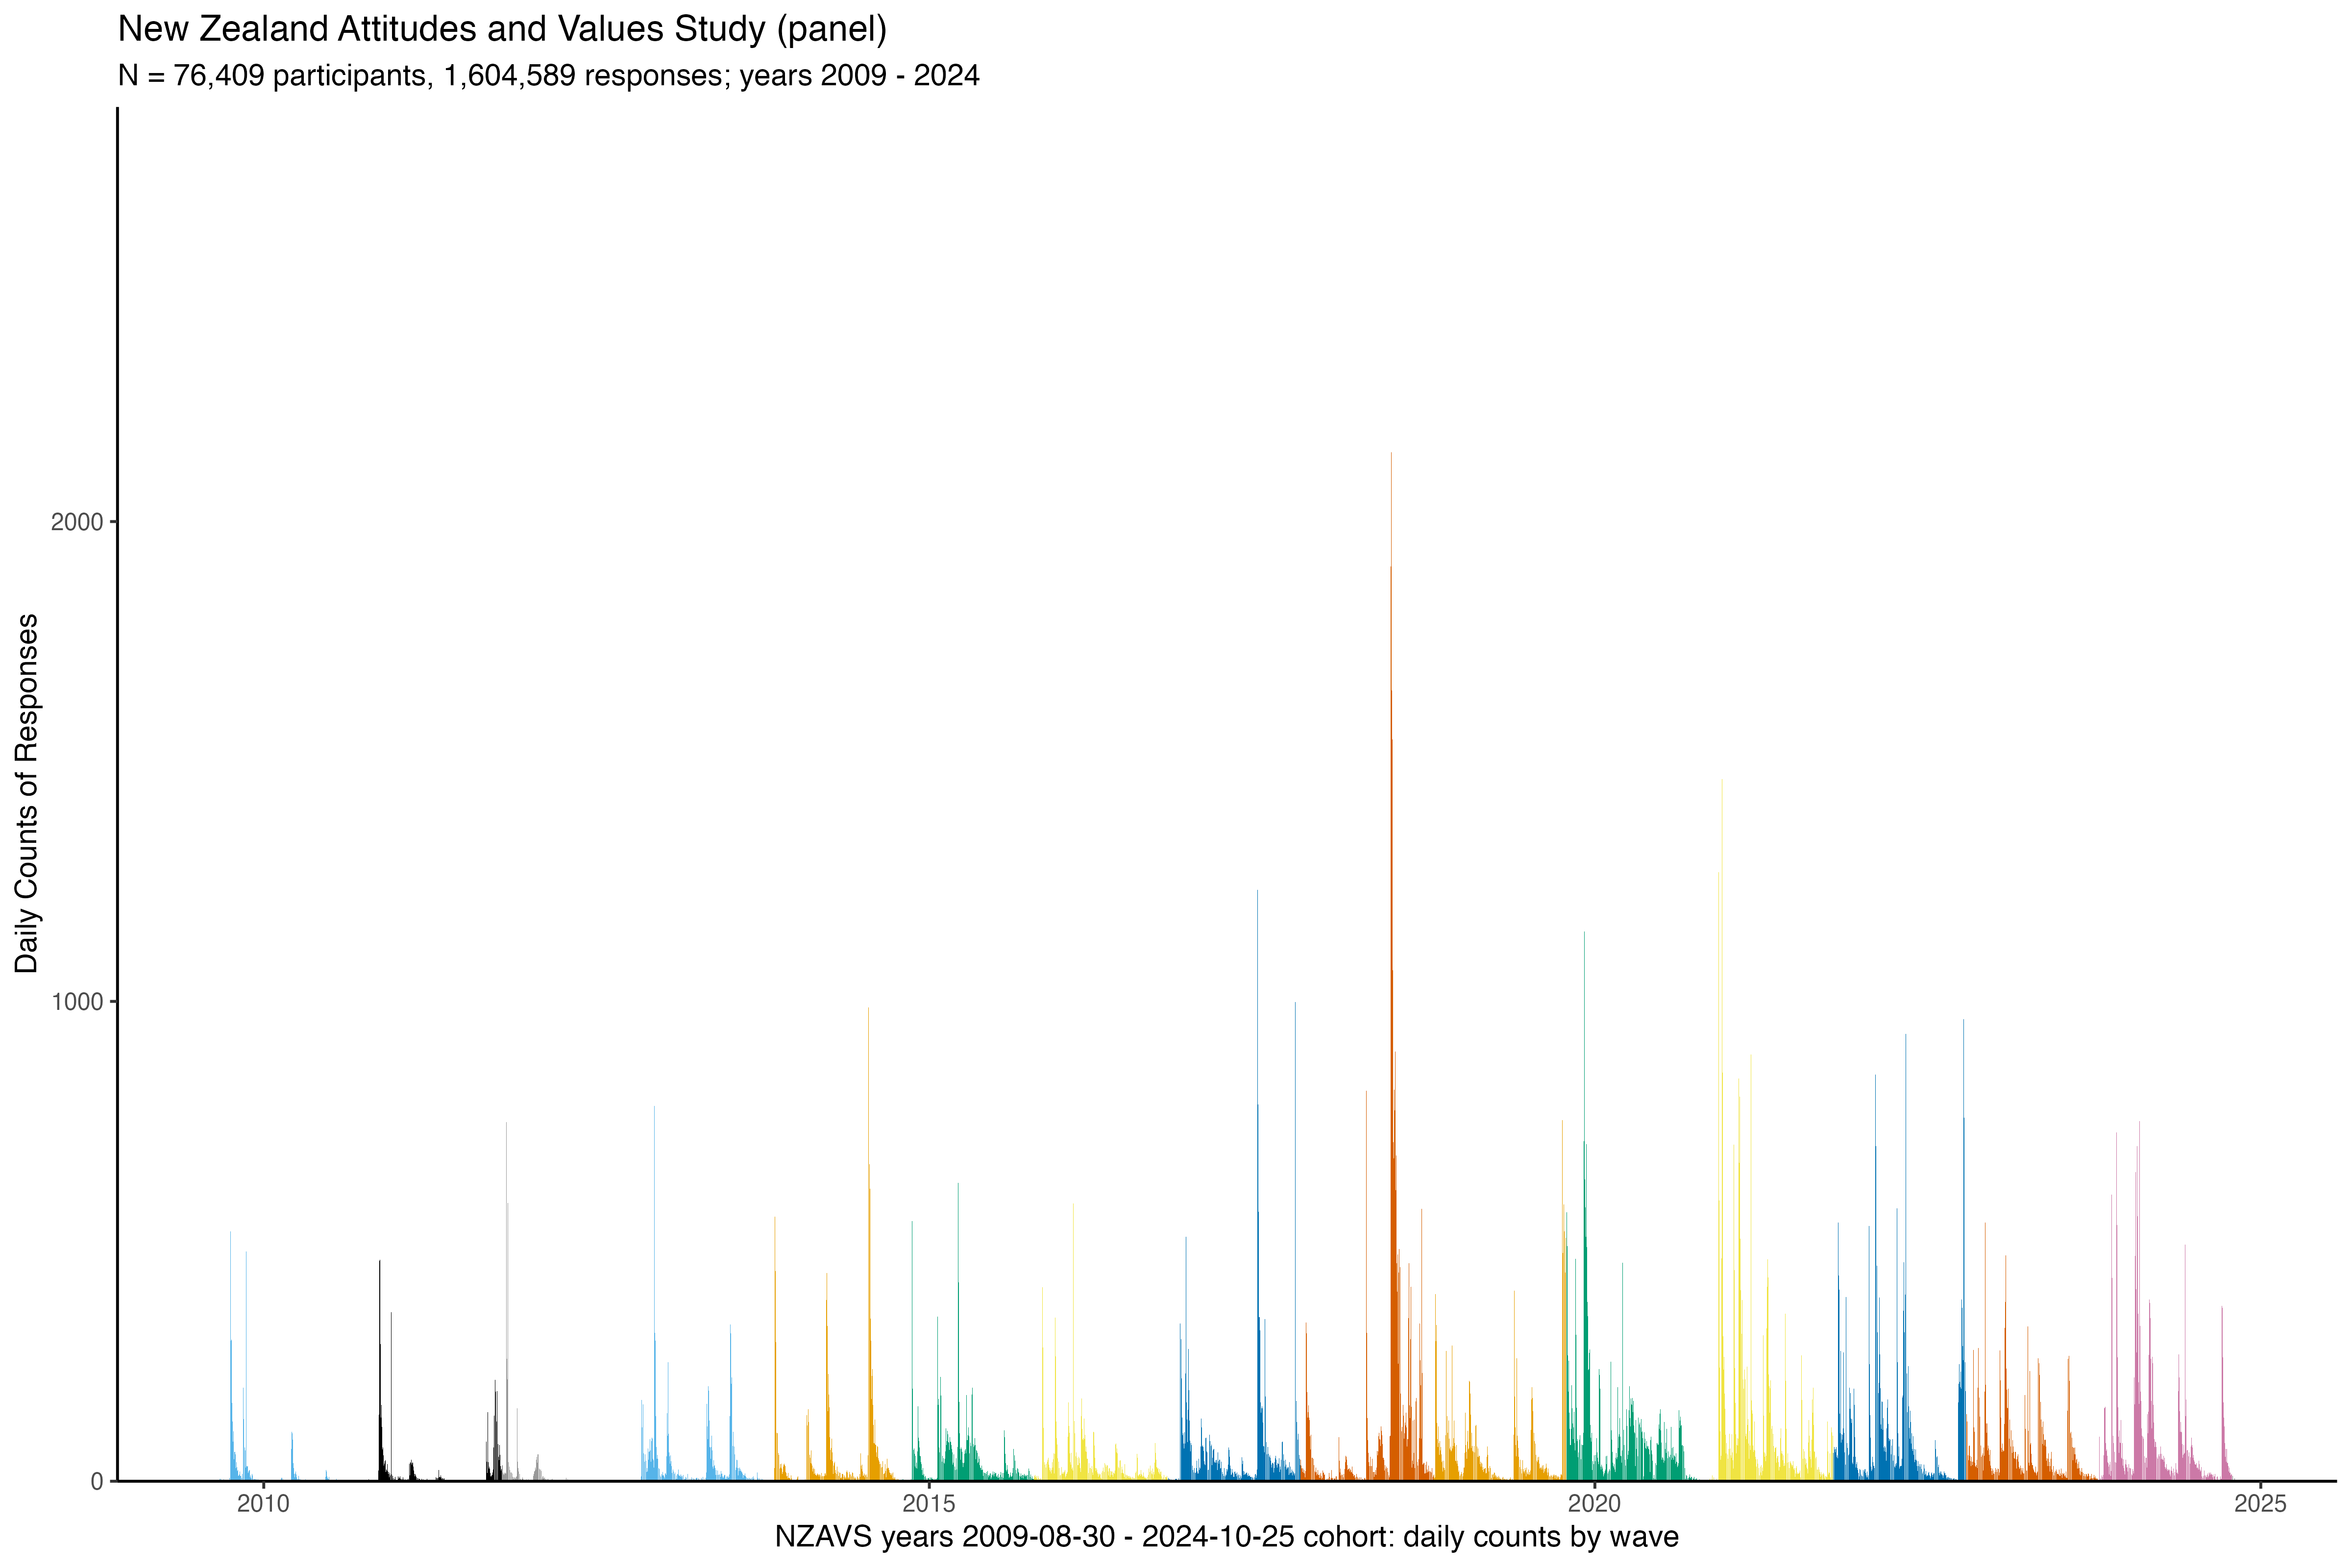 New Zealand Attitudes and Values Study (panel)
N = 76,409 participants, 1,604,589 responses; years 2009 - 2024
Daily Counts of Responses
2000
1000
0
2010
2015
2020
2025
NZAVS years 2009-08-30 - 2024-10-25 cohort: daily counts by wave